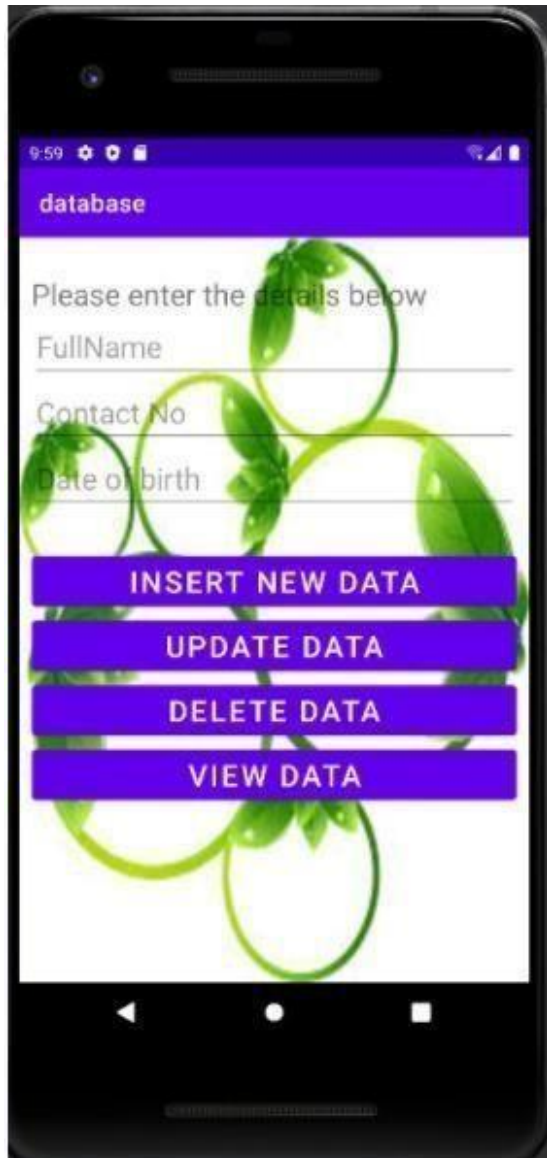 9:59
database
Please enter the details below
FullName
Contact No
Date of birth
INSERT NEW DATA
UPDATE DATA
DELETE DATA
VIEW DATA